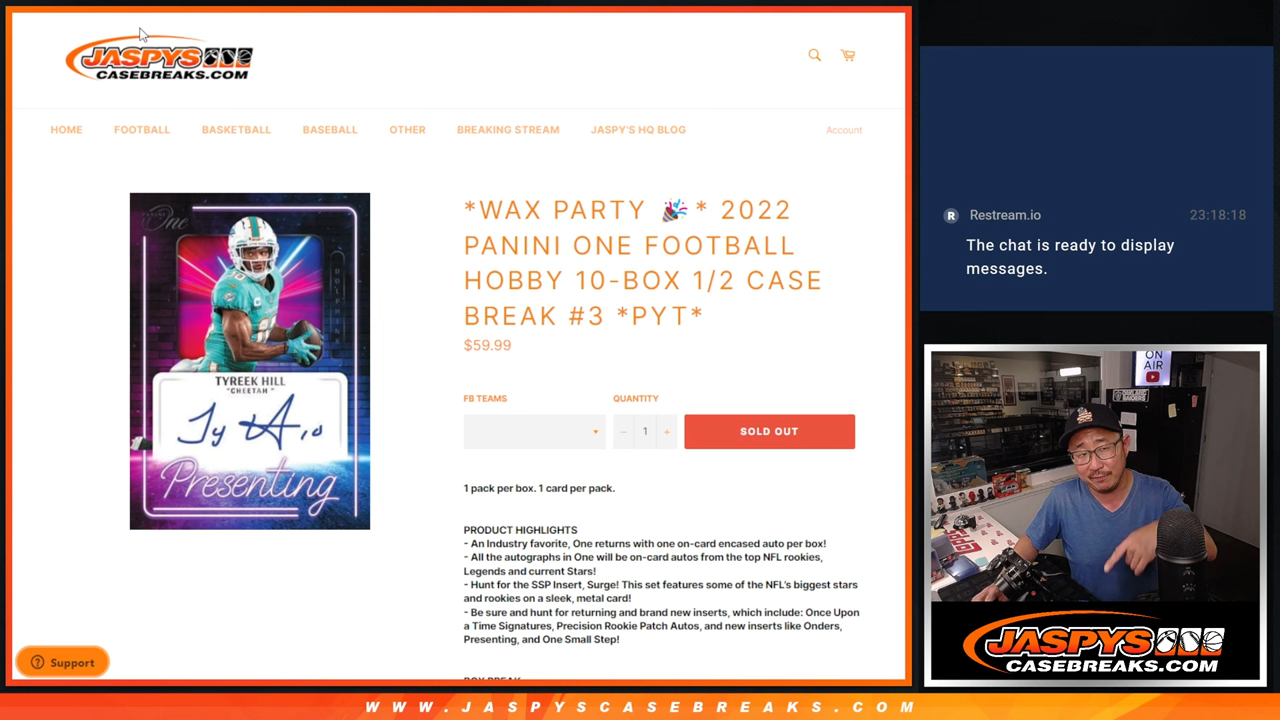 JASPYS
CASEBREAKS.COM
HOME FOOTBALL BASKETBALL BASEBALL OTHER BREAKING STREAM JASPY'S HQ BLOG Account
One
TYREEK HILL
"CHEETAH"
Presenting
*WAX PARTY 🎉* 2022
PANINI ONE FOOTBALL
HOBBY 10-BOX 1/2 CASE
BREAK #3 *PYT*
$59.99
FB TEAMS QUANTITY
− 1 + SOLD OUT
1 pack per box. 1 card per pack.
PRODUCT HIGHLIGHTS
- An Industry favorite, One returns with one on-card encased auto per box!
- All the autographs in One will be on-card autos from the top NFL rookies,
Legends and current Stars!
- Hunt for the SSP Insert, Surge! This set features some of the NFL's biggest stars
and rookies on a sleek, metal card!
- Be sure and hunt for returning and brand new inserts, which include: Once Upon
a Time Signatures, Precision Rookie Patch Autos, and new inserts like Onders,
Presenting, and One Small Step!
BOX BREAK
? Support
R Restream.io 23:18:18
The chat is ready to display
messages.
ON
AIR
RAIDERS
JASPYS
CASEBREAKS.COM
WWW.JASPYSCASEBREAKS.COM